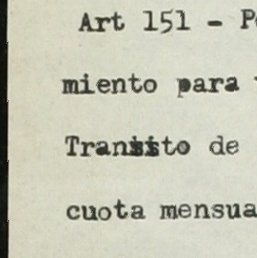 Art 151 - P
miento para
Transito de
cuota mensua